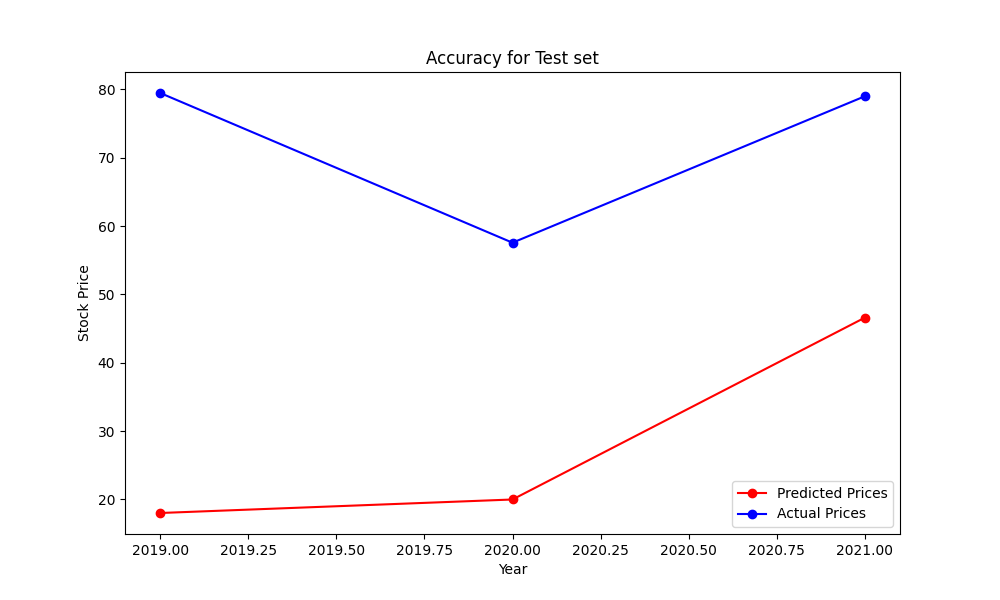 Accuracy for Test set
80
70
60
50
40
30
20
Stock Price
Predicted Prices
Actual Prices
2019.00 2019.25 2019.50 2019.75 2020.00 2020.25 2020.50 2020.75 2021.00
Year